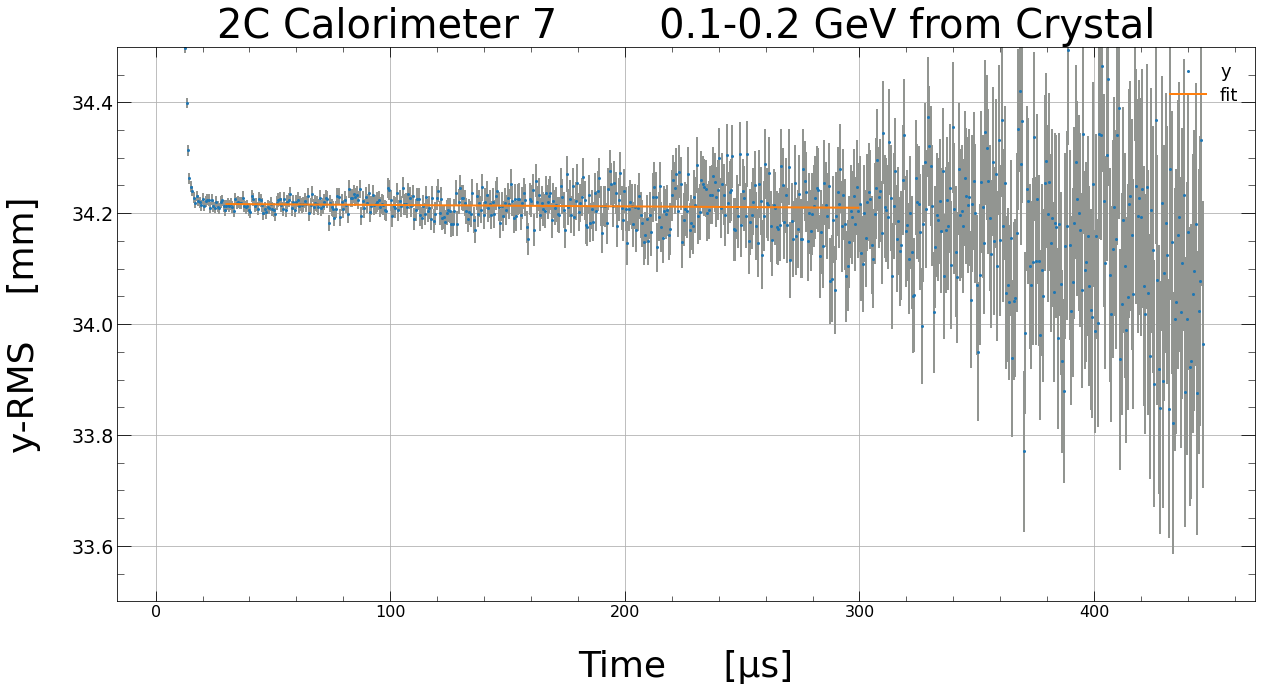 2C Calorimeter 7 0.1-0.2 GeV from Crystal
y
fit
34.4
34.2
34.0
33.8
33.6
y-RMS [mm]
0 100 200 300 400
Time [μs]